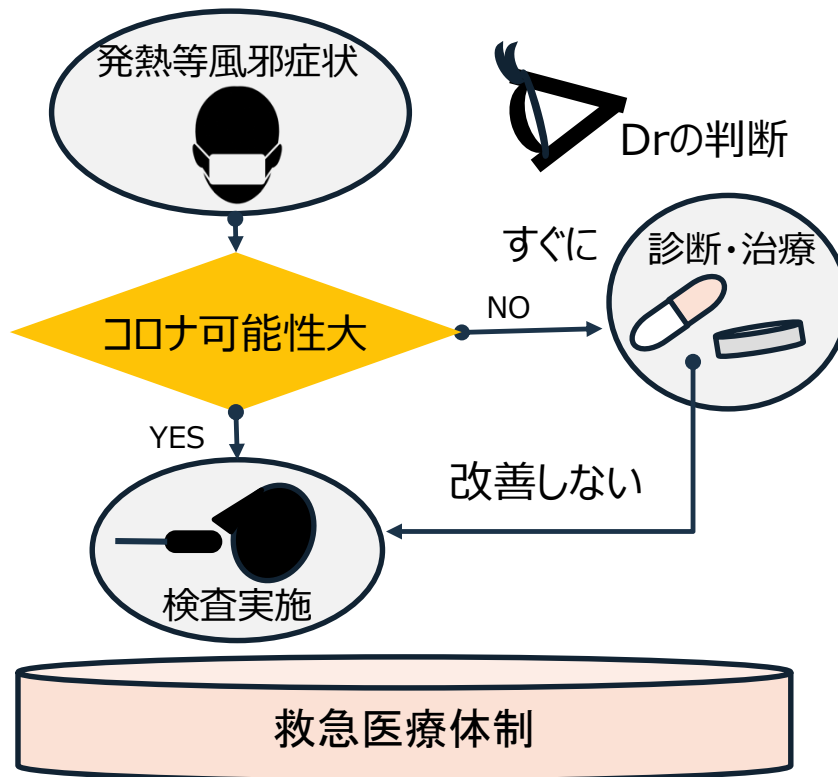 発熱等風邪症状
Drの判断
すぐに
診断・治療
コロナ可能性大
NO
YES
改善しない
検査実施
救急医療体制